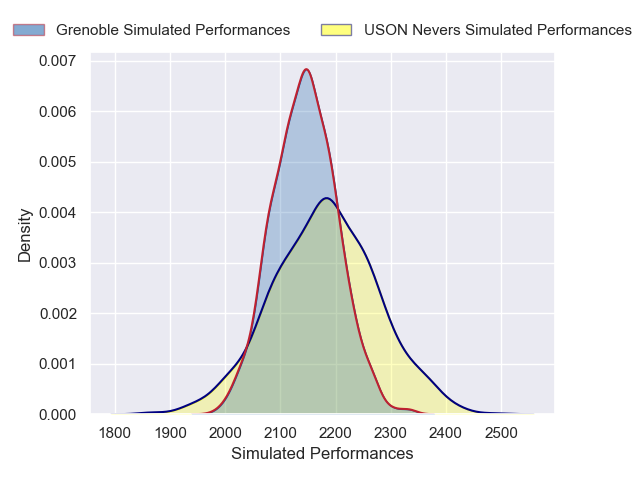 Grenoble Simulated Performances USON Nevers Simulated Performances
0.007
0.006
0.005
0.004
0.003
0.002
0.001
0.000
Density
1800 1900 2000 2100 2200 2300 2400 2500
Simulated Performances